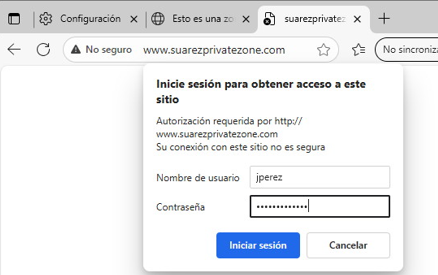 Configuración
Esto es una zo
suarezprivatez
No seguro
www.suarezprivatezone.com
No sincroniza
Inicie sesión para obtener acceso a este
sitio
Autorización requerida por http://
www.suarezprivatezone.com
Su conexión con este sitio no es segura
Nombre de usuario
jperez
Contraseña
•••••••••••••
Iniciar sesión
Cancelar